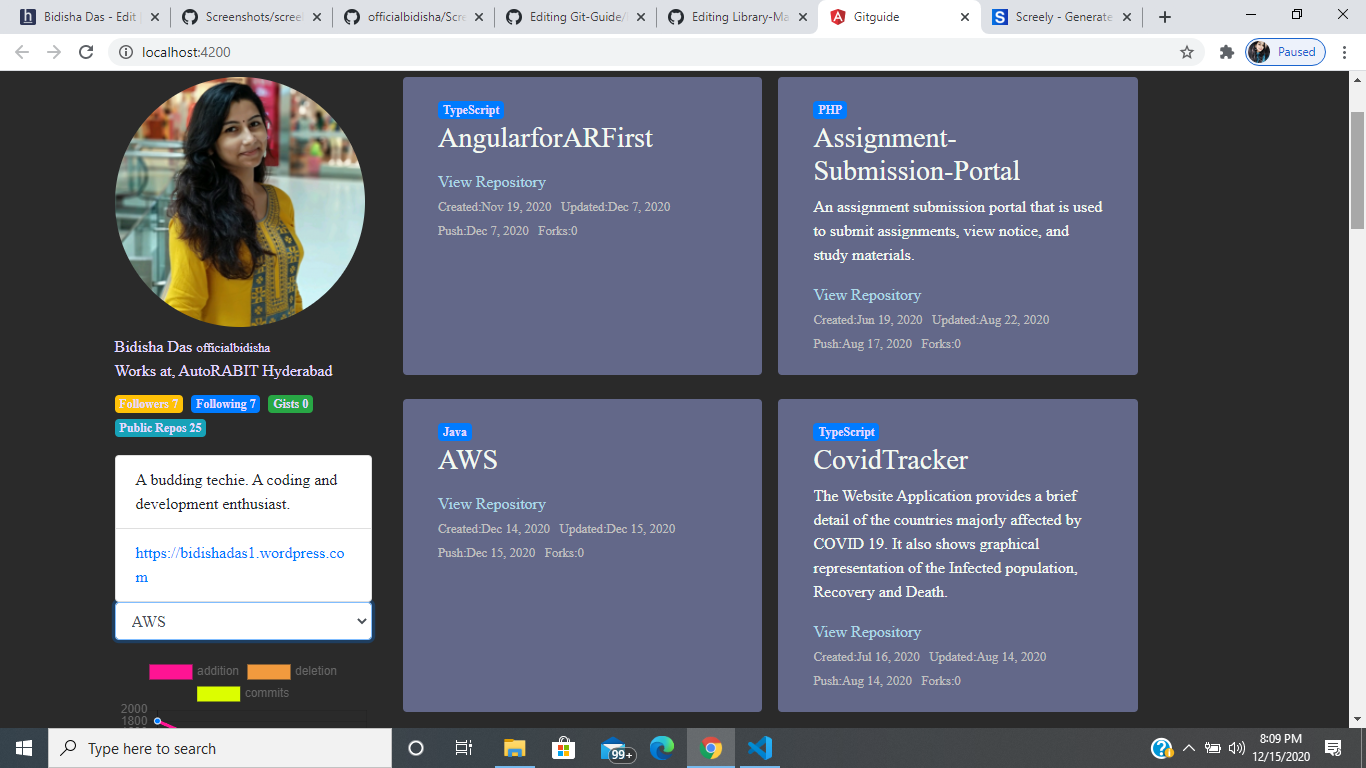 Bidisha Das - Edit
Screenshots/scree
officialbidisha/Scre
Editing Git-Guide/
Editing Library-Ma
Gitguide
Screely - Generate
localhost:4200
Paused
Bidisha Das officialbidisha
Works at, AutoRABIT Hyderabad
Followers 7 Following 7 Gists 0
Public Repos 25
A budding techie. A coding and
development enthusiast.
https://bidishadas1.wordpress.co
m
AWS
addition deletion
commits
2000
1800
TypeScript
AngularforARFirst
View Repository
Created:Nov 19, 2020 Updated:Dec 7, 2020
Push:Dec 7, 2020 Forks:0
PHP
Assignment-
Submission-Portal
An assignment submission portal that is used
to submit assignments, view notice, and
study materials.
View Repository
Created:Jun 19, 2020 Updated:Aug 22, 2020
Push:Aug 17, 2020 Forks:0
Java
AWS
View Repository
Created:Dec 14, 2020 Updated:Dec 15, 2020
Push:Dec 15, 2020 Forks:0
TypeScript
CovidTracker
The Website Application provides a brief
detail of the countries majorly affected by
COVID 19. It also shows graphical
representation of the Infected population,
Recovery and Death.
View Repository
Created:Jul 16, 2020 Updated:Aug 14, 2020
Push:Aug 14, 2020 Forks:0
Type here to search
99+
8:09 PM
12/15/2020